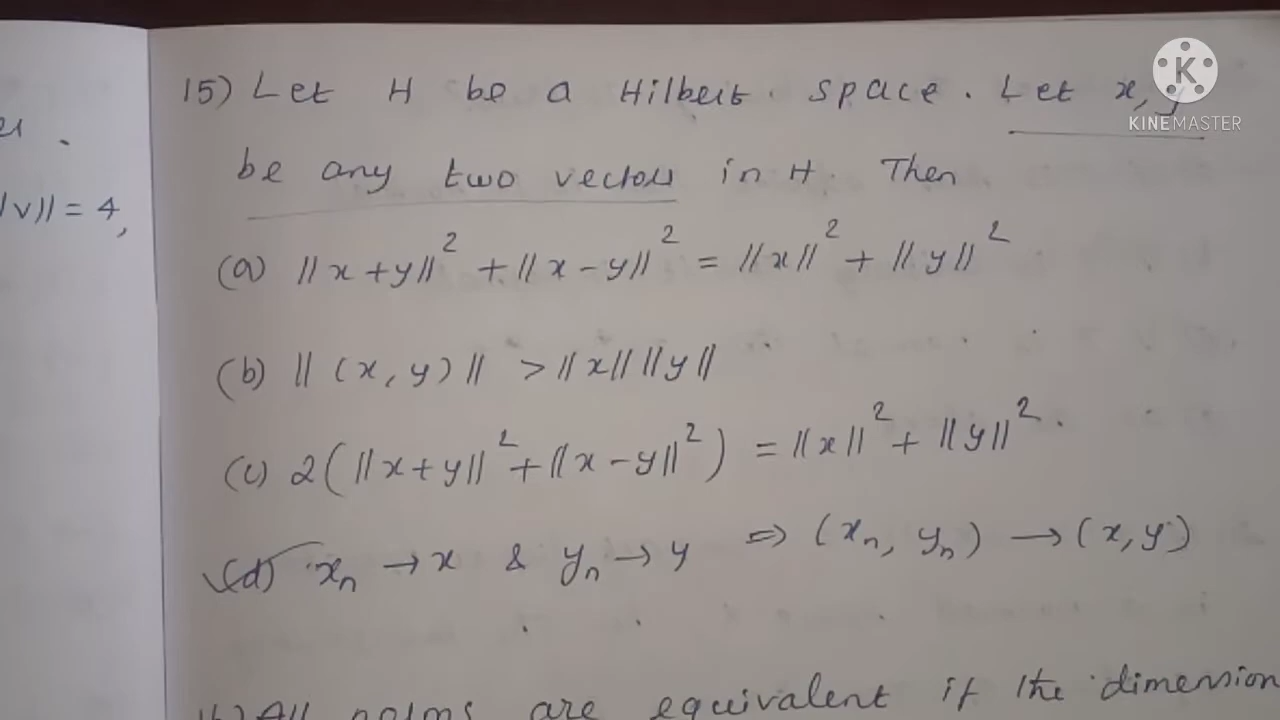 15) Let H be a Hilbert space. Let x, y
KINEMASTER
be any two vectors in H. Then
||v|| = 4,
(a) ||x+y||² + ||x-y||² = ||x||² + ||y||²
(b) ||(x, y)|| > ||x|| ||y||
(c) 2(||x+y||² + ||x-y||²) = ||x||² + ||y||².
(d) xₙ → x & yₙ → y ⇒ (xₙ, yₙ) → (x, y)
16) All norms are equivalent if the dimension